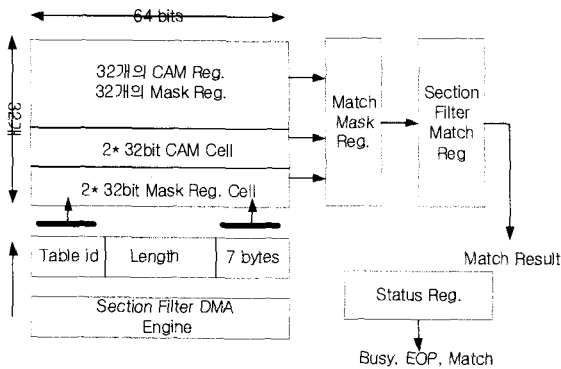 64 bits
32개
32개의 CAM Reg.
32개의 Mask Reg.
2* 32bit CAM Cell
2* 32bit Mask Reg. Cell
Match
Mask
Reg.
Section
Filter
Match
Reg
Table id
Length
7 bytes
Match Result
Section Filter DMA
Engine
Status Reg.
Busy, EOP, Match